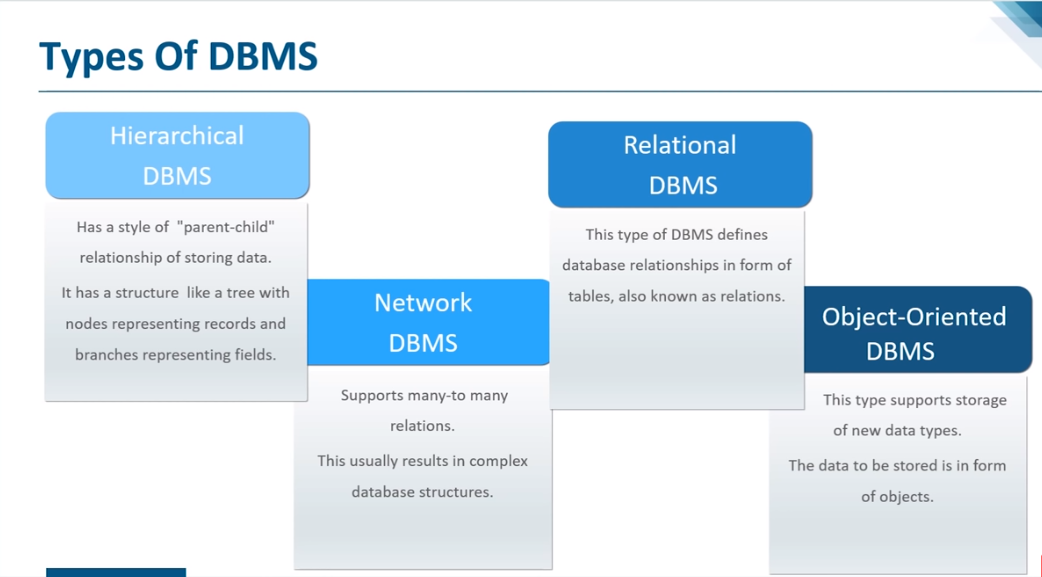 Types Of DBMS
Hierarchical
DBMS
Has a style of "parent-child"
relationship of storing data.
It has a structure like a tree with
nodes representing records and
branches representing fields.
Network
DBMS
Supports many-to many
relations.
This usually results in complex
database structures.
Relational
DBMS
This type of DBMS defines
database relationships in form of
tables, also known as relations.
Object-Oriented
DBMS
This type supports storage
of new data types.
The data to be stored is in form
of objects.